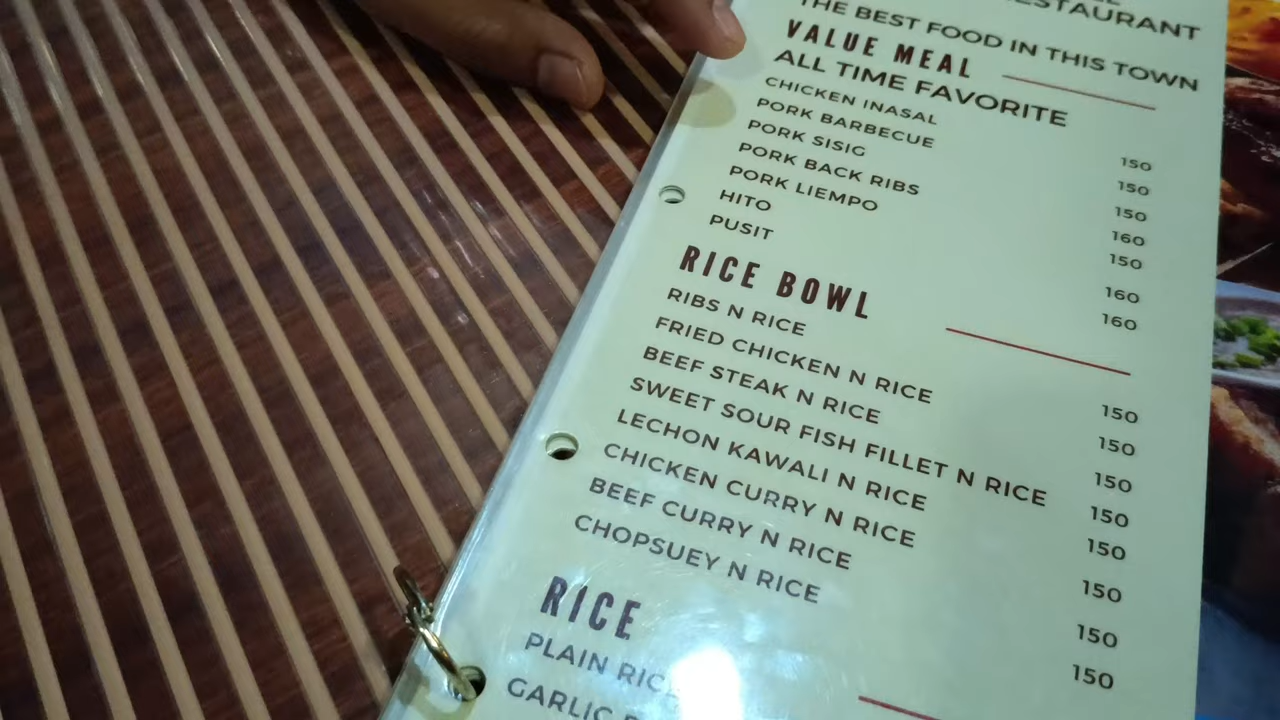 THE BEST FOOD IN THIS TOWN
VALUE MEAL
ALL TIME FAVORITE
CHICKEN INASAL 150
PORK BARBECUE 150
PORK SISIG 150
PORK BACK RIBS 160
PORK LIEMPO 150
HITO 160
PUSIT 160
RICE BOWL
RIBS N RICE 150
FRIED CHICKEN N RICE 150
BEEF STEAK N RICE 150
SWEET SOUR FISH FILLET N RICE 150
LECHON KAWALI N RICE 150
CHICKEN CURRY N RICE 150
BEEF CURRY N RICE 150
CHOPSUEY N RICE 150
RICE
PLAIN RICE
GARLIC